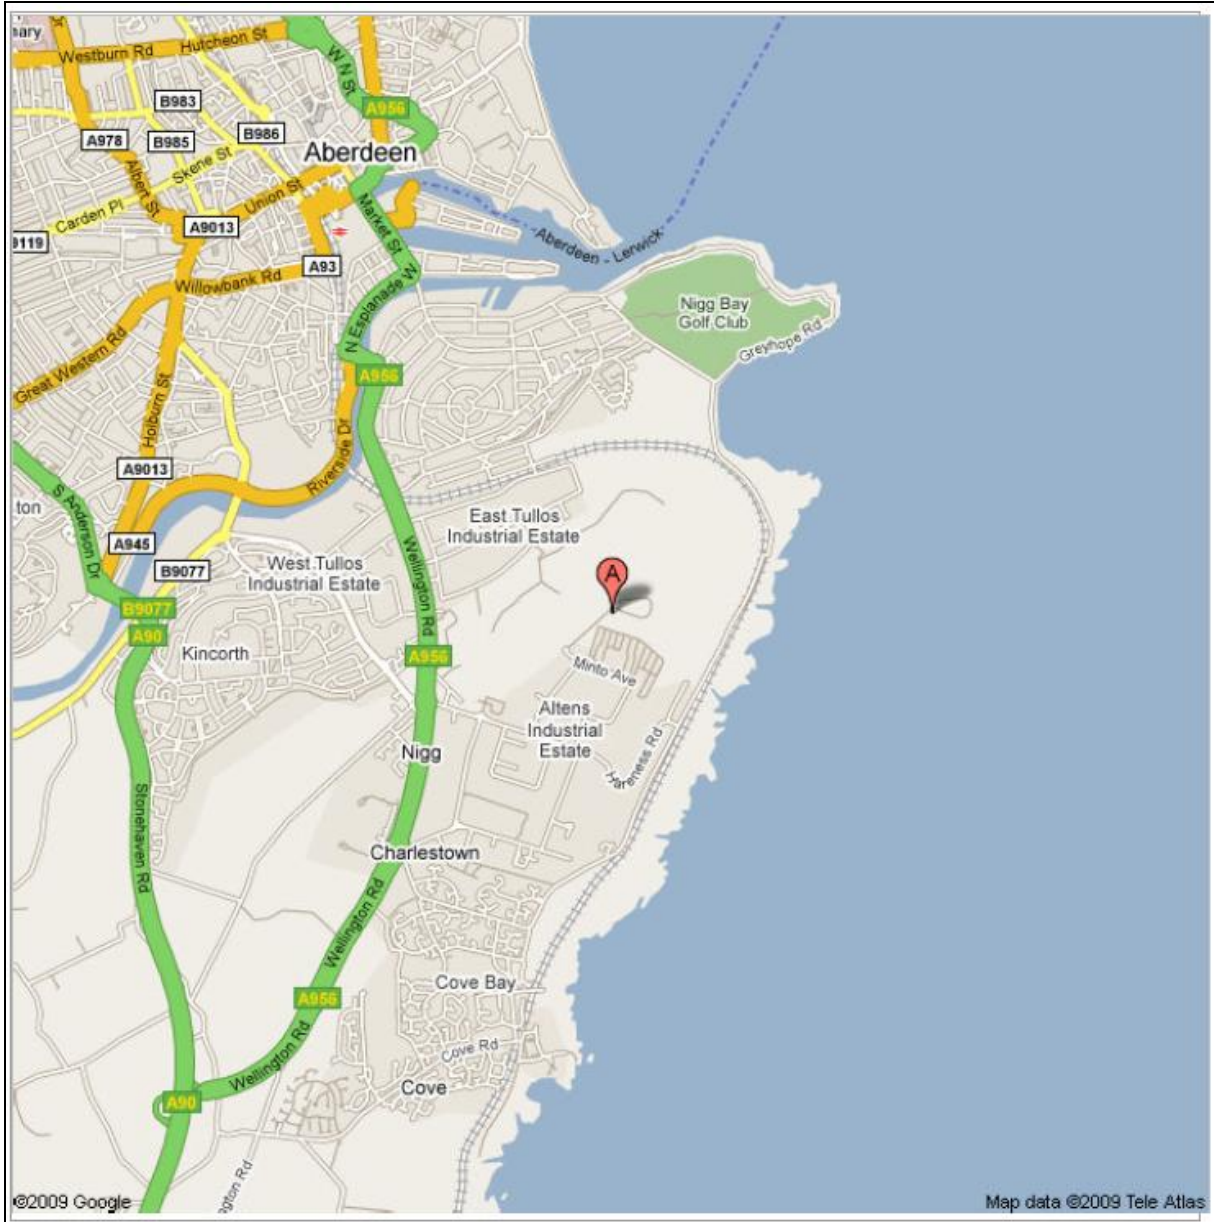 Westburn Rd
Hutcheon St
W N St
A956
B983
A978
B985
B986
Aberdeen
Skene St
Albert St
Union St
Carden Pl
A9013
Market St
9119
A93
Aberdeen - Lerwick
Willowbank Rd
N Esplanade W
Nigg Bay
Golf Club
Greyhope Rd
Great Western Rd
A956
Holburn St
Riverside Dr
A9013
S Anderson Dr
ton
East Tullos
Industrial Estate
A945
B9077
West Tullos
Industrial Estate
Wellington Rd
A
B9077
A90
Kincorth
A956
Minto Ave
Altens
Industrial
Estate
Nigg
Hareness Rd
Stonehaven Rd
Charlestown
Wellington Rd
Cove Bay
A956
Wellington Rd
Cove Rd
Cove
A90
gton Rd
©2009 Google
Map data ©2009 Tele Atlas